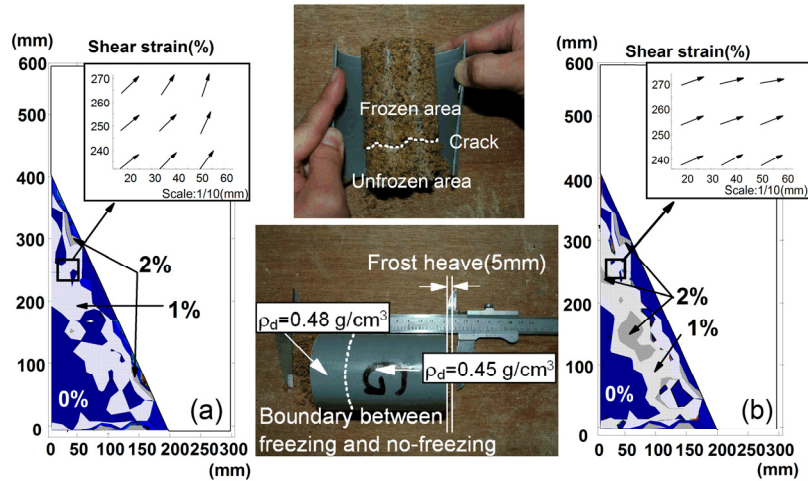 (mm)
600
500
400
300
200
100
0
0 50 100 150 200 250 300
(mm)
Shear strain(%)
270
260
250
240
20 30 40 50 60
Scale:1/10(mm)
2%
1%
0%
(a)
Frozen area
Crack
Unfrozen area
Frost heave(5mm)
ρd=0.48 g/cm³
ρd=0.45 g/cm³
Boundary between
freezing and no-freezing
(mm)
600
500
400
300
200
100
0
0 50 100 150 200 250 300
(mm)
Shear strain(%)
270
260
250
240
20 30 40 50 60
Scale:1/10(mm)
2%
1%
0%
(b)